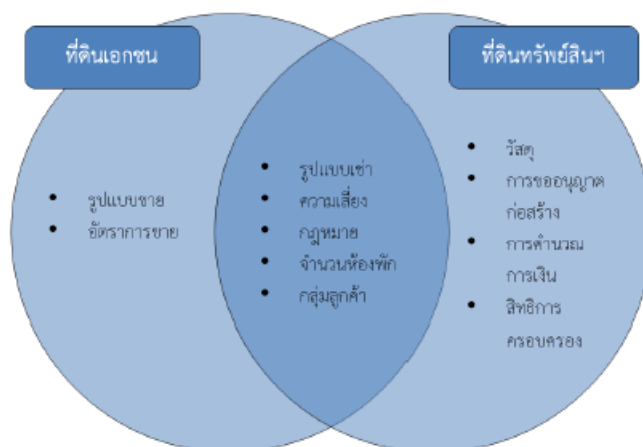 ที่ดินเอกชน
ที่ดินทรัพย์สินฯ
• รูปแบบขาย
• อัตราการขาย
• รูปแบบเช่า
• ความเสี่ยง
• กฎหมาย
• จำนวนห้องพัก
• กลุ่มลูกค้า
• วัสดุ
• การขออนุญาต
ก่อสร้าง
• การคำนวณ
การเงิน
• สิทธิการ
ครอบครอง